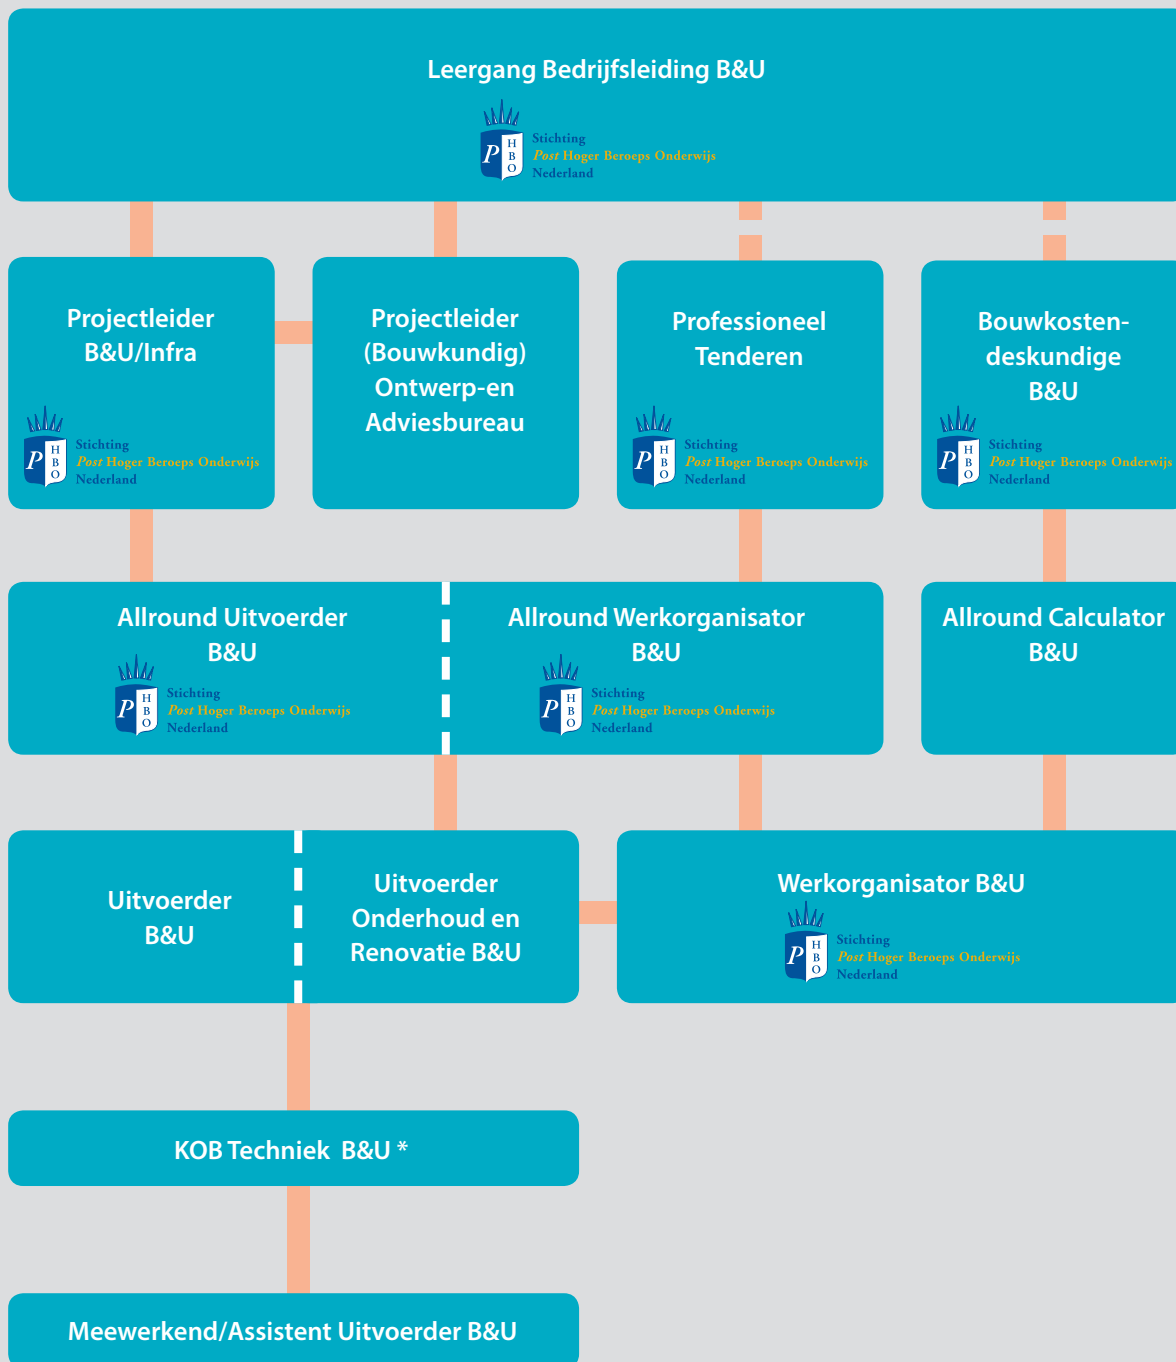 Leergang Bedrijfsleiding B&U
P
H
B
O
Stichting
Post Hoger Beroeps Onderwijs
Nederland
Projectleider
B&U/Infra
P
H
B
O
Stichting
Post Hoger Beroeps Onderwijs
Nederland
Projectleider
(Bouwkundig)
Ontwerp-en
Adviesbureau
Professioneel
Tenderen
P
H
B
O
Stichting
Post Hoger Beroeps Onderwijs
Nederland
Bouwkosten-
deskundige
B&U
P
H
B
O
Stichting
Post Hoger Beroeps Onderwijs
Nederland
Allround Uitvoerder
B&U
P
H
B
O
Stichting
Post Hoger Beroeps Onderwijs
Nederland
Allround Werkorganisator
B&U
P
H
B
O
Stichting
Post Hoger Beroeps Onderwijs
Nederland
Allround Calculator
B&U
Uitvoerder
B&U
Uitvoerder
Onderhoud en
Renovatie B&U
Werkorganisator B&U
P
H
B
O
Stichting
Post Hoger Beroeps Onderwijs
Nederland
KOB Techniek B&U *
Meewerkend/Assistent Uitvoerder B&U